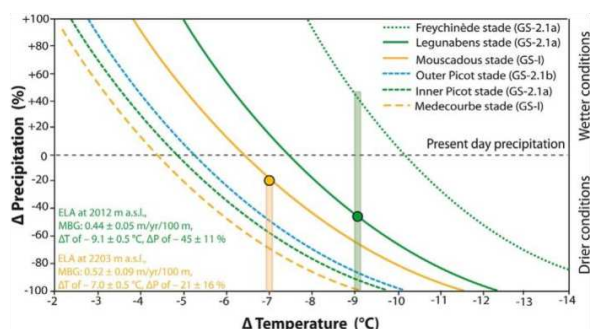 +100
+80
+60
+40
+20
0
-20
-40
-60
-80
-100
Δ Precipitation (%)
Freychinède stade (GS-2.1a)
Legunabens stade (GS-2.1a)
Mouscadous stade (GS-I)
Outer Picot stade (GS-2.1b)
Inner Picot stade (GS-2.1a)
Medecourbe stade (GS-I)
Wetter conditions
Present day precipitation
Drier conditions
ELA at 2012 m a.s.l.,
MBG: 0.44 ± 0.05 m/yr/100 m,
ΔT of – 9.1 ± 0.5 °C, ΔP of – 45 ± 11 %
ELA at 2203 m a.s.l.,
MBG: 0.52 ± 0.09 m/yr/100 m,
ΔT of – 7.0 ± 0.5 °C, ΔP of – 21 ± 16 %
-2 -3 -4 -5 -6 -7 -8 -9 -10 -11 -12 -13 -14
Δ Temperature (°C)